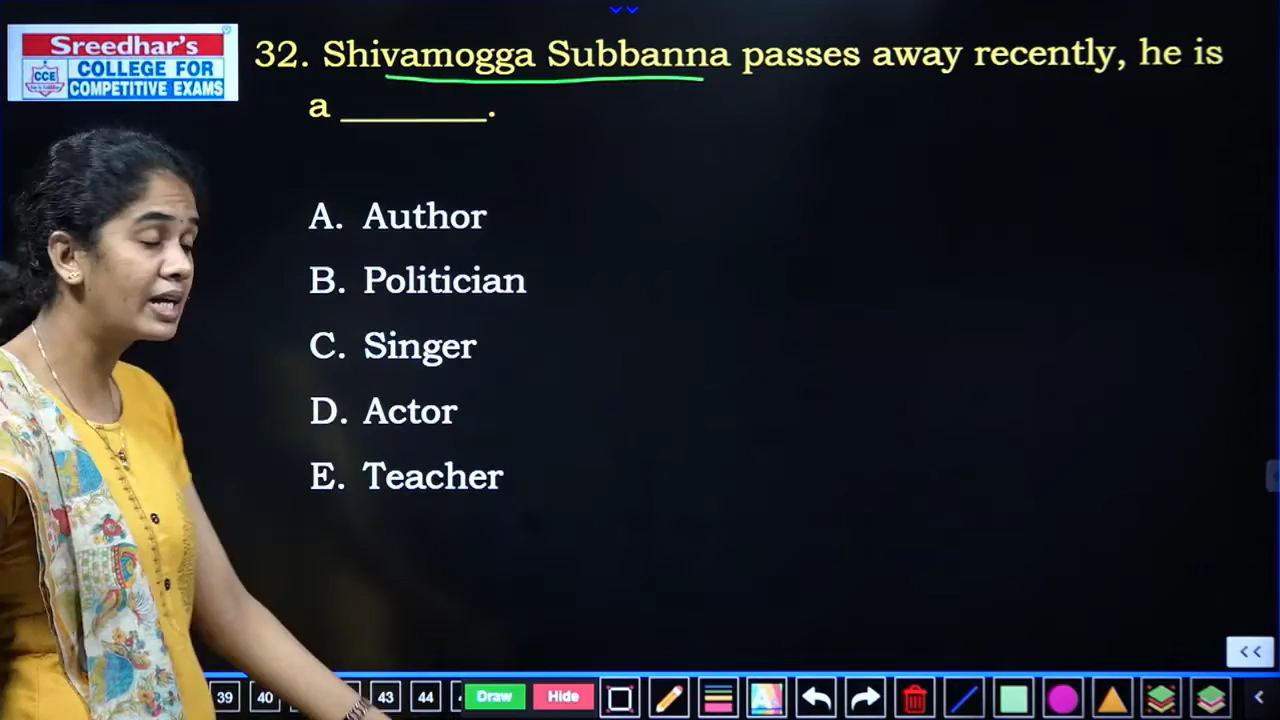 Sreedhar's
CCE
COLLEGE FOR
COMPETITIVE EXAMS
32. Shivamogga Subbanna passes away recently, he is
a ________.
A. Author
B. Politician
C. Singer
D. Actor
E. Teacher
<<
39 40 43 44 Draw Hide A